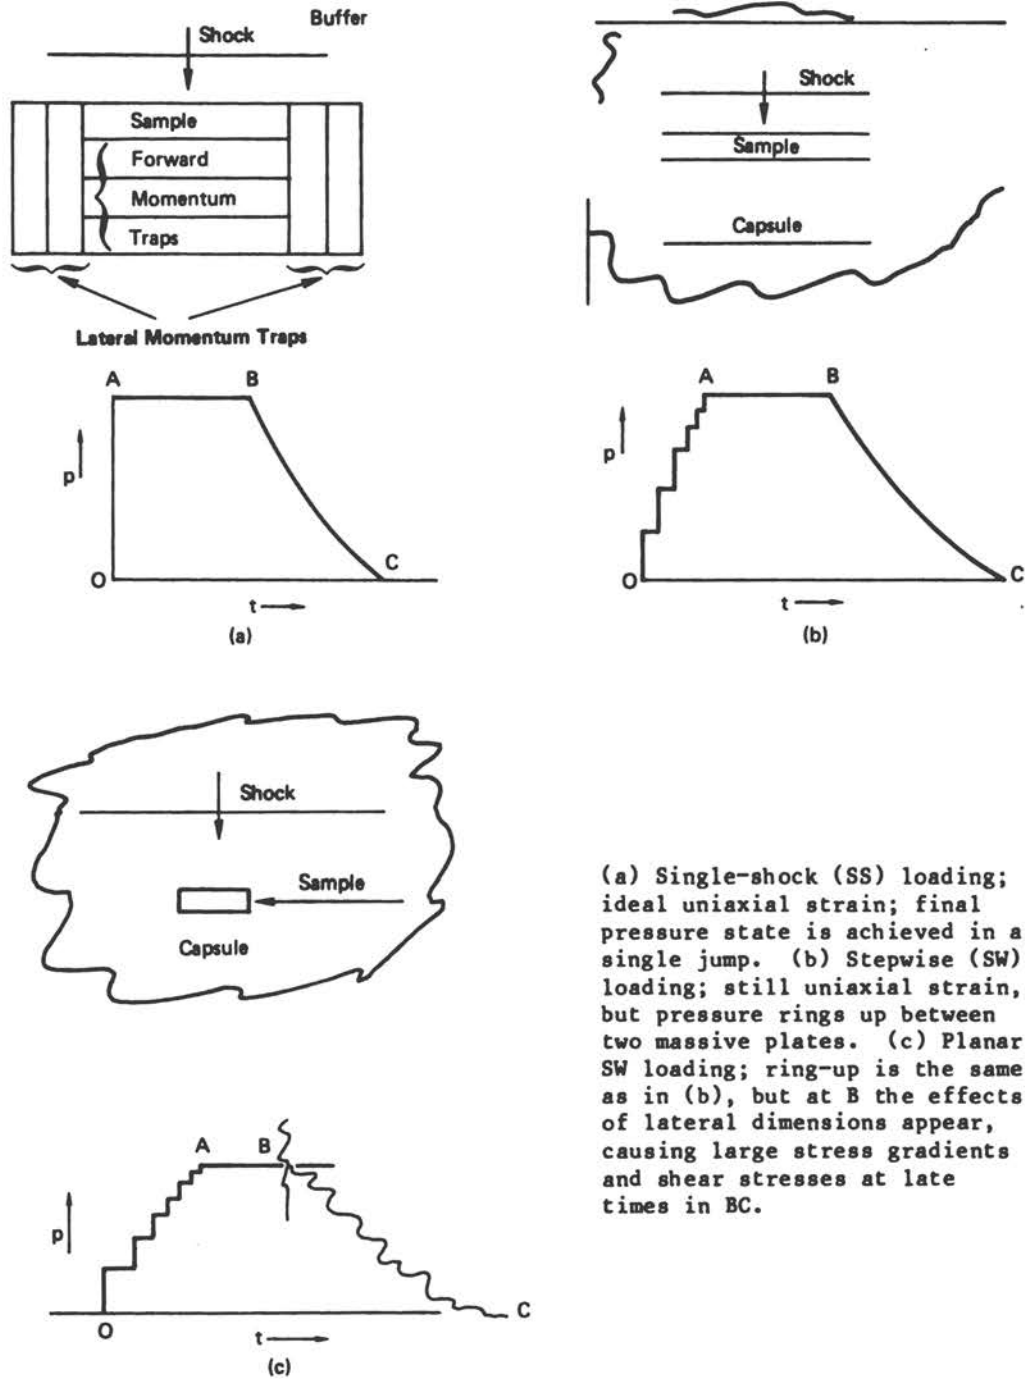 Buffer
Shock
Sample
Forward
Momentum
Traps
Lateral Momentum Traps
A B
p
O C
t
(a)
Shock
Sample
Capsule
A B
p
O C
t
(b)
Shock
Sample
Capsule
A B
p
O C
t
(c)
(a) Single-shock (SS) loading;
ideal uniaxial strain; final
pressure state is achieved in a
single jump. (b) Stepwise (SW)
loading; still uniaxial strain,
but pressure rings up between
two massive plates. (c) Planar
SW loading; ring-up is the same
as in (b), but at B the effects
of lateral dimensions appear,
causing large stress gradients
and shear stresses at late
times in BC.